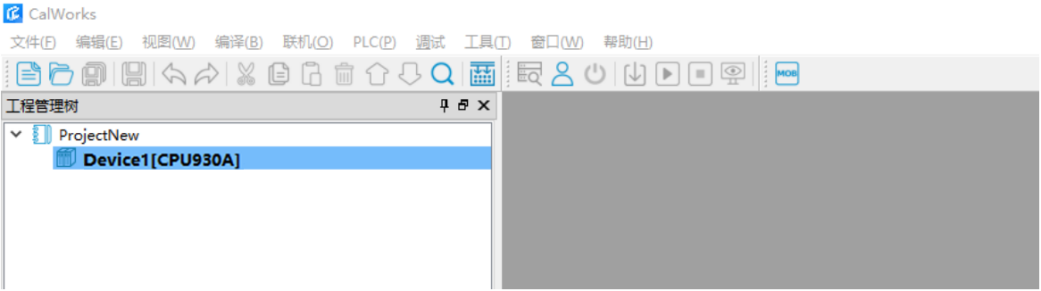 CalWorks
文件(F) 编辑(E) 视图(W) 编译(B) 联机(O) PLC(P) 调试 工具(T) 窗口(W) 帮助(H)
MOB
工程管理树
ProjectNew
Device1[CPU930A]